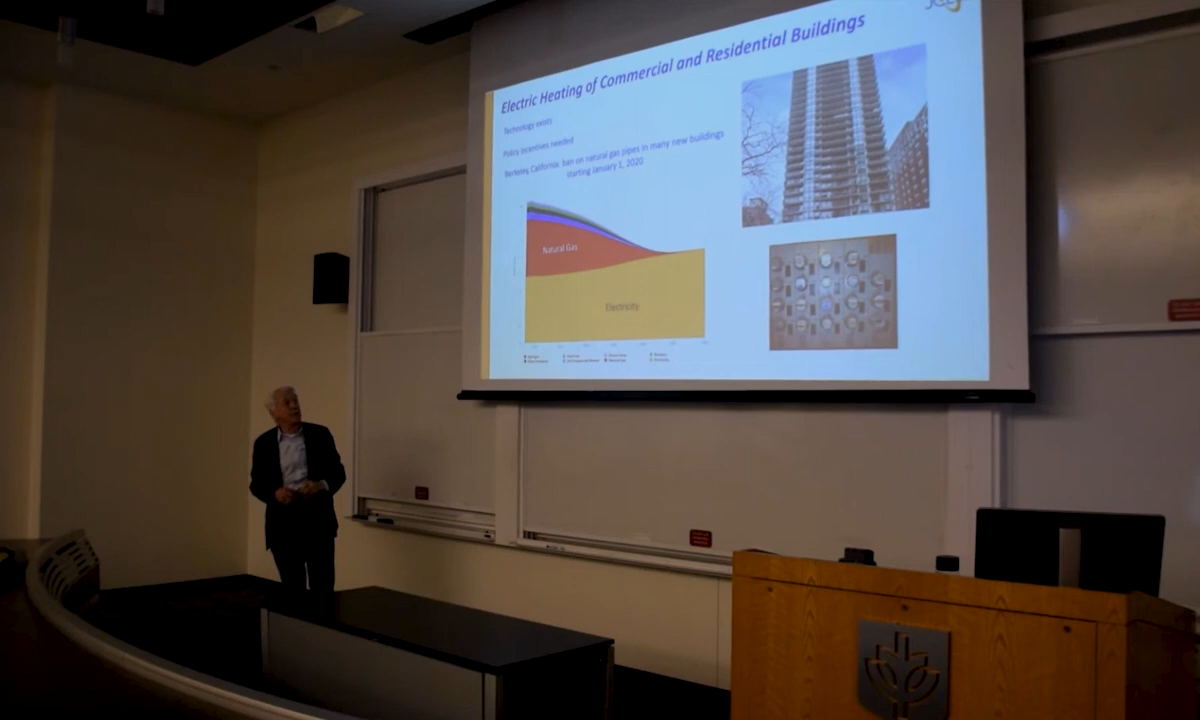 Electric Heating of Commercial and Residential Buildings
Technology exists
Policy incentives needed
Berkeley, California: ban on natural gas pipes in many new buildings
starting January 1, 2020
Natural Gas
Electricity